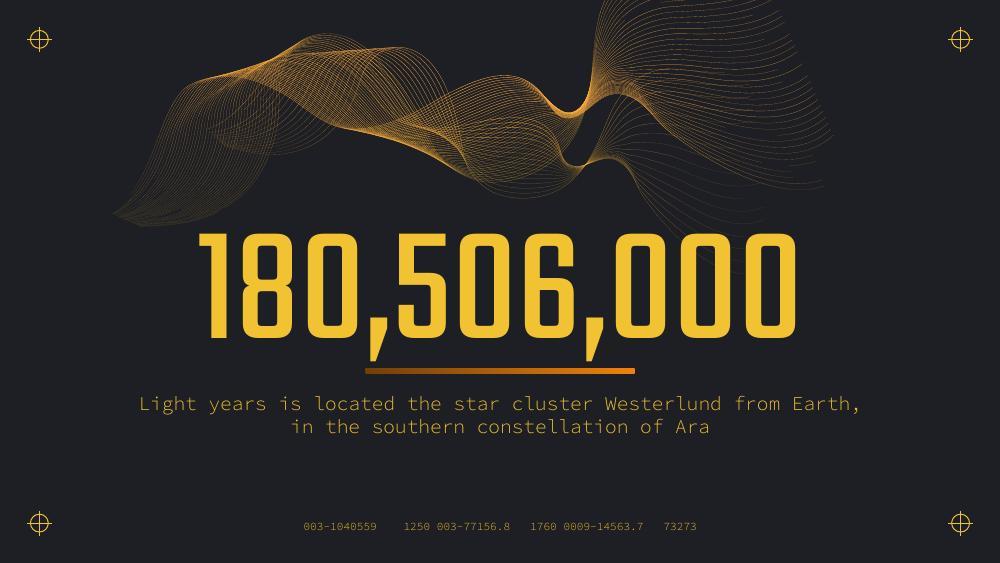 180,506,000
Light years is located the star cluster Westerlund from Earth,
in the southern constellation of Ara
003-1040559 1250 003-77156.8 1760 0009-14563.7 73273